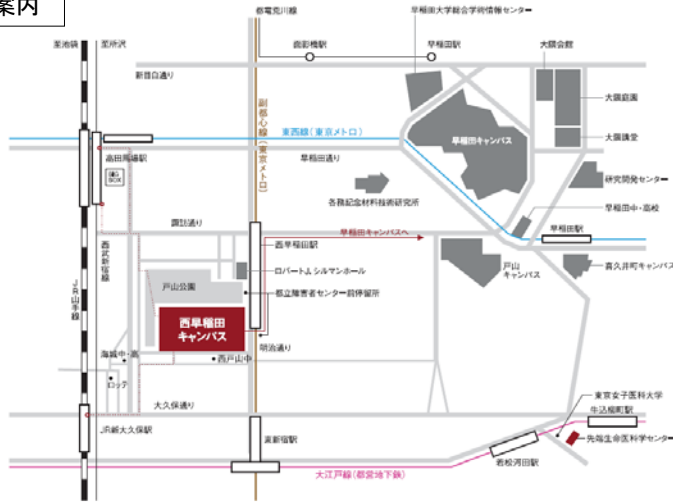 案内
都電荒川線
早稲田大学総合学術情報センター
至池袋
至所沢
面影橋駅
早稲田駅
大隈会館
新目白通り
大隈庭園
副都心線(東京メトロ)
東西線(東京メトロ)
早稲田キャンパス
大隈講堂
高田馬場駅
早稲田通り
BIG
BOX
研究開発センター
各務記念材料技術研究所
早稲田中・高校
諏訪通り
早稲田キャンパスへ
早稲田駅
西早稲田駅
西武新宿線
ロバートJ.シルマンホール
戸山
キャンパス
喜久井町キャンパス
戸山公園
都立障害者センター前停留所
JR山手線
西早稲田
キャンパス
明治通り
海城中・高
西戸山中
ロッテ
大久保通り
東京女子医科大学
牛込柳町駅
JR新大久保駅
東新宿駅
先端生命医科学センター
若松河田駅
大江戸線(都営地下鉄)